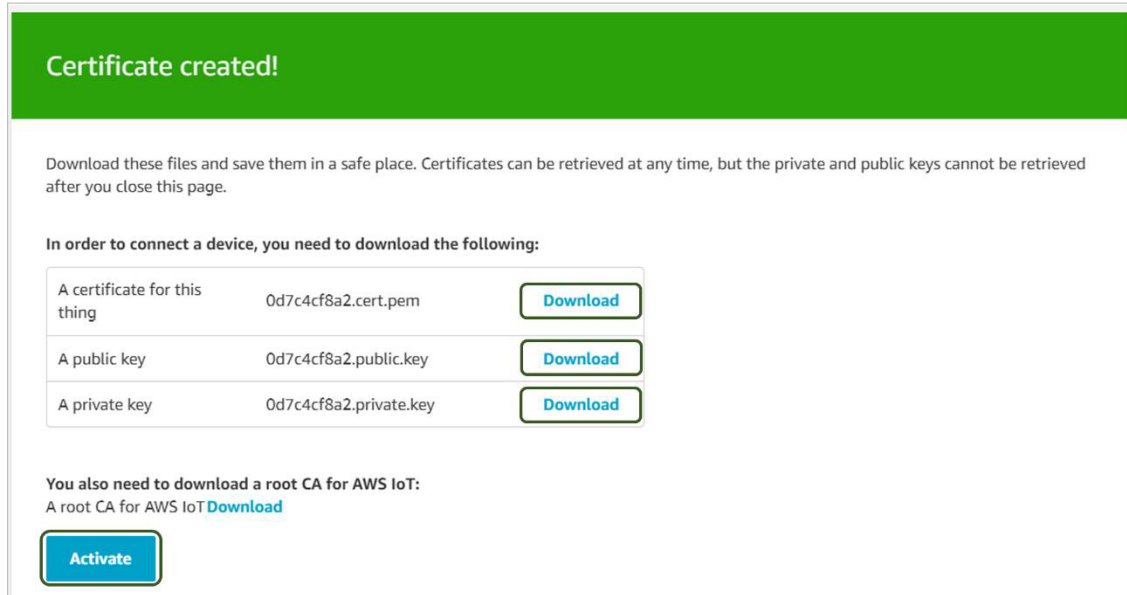 Certificate created!
Download these files and save them in a safe place. Certificates can be retrieved at any time, but the private and public keys cannot be retrieved
after you close this page.
In order to connect a device, you need to download the following:
A certificate for this
thing
0d7c4cf8a2.cert.pem
Download
A public key
0d7c4cf8a2.public.key
Download
A private key
0d7c4cf8a2.private.key
Download
You also need to download a root CA for AWS IoT:
A root CA for AWS IoT Download
Activate